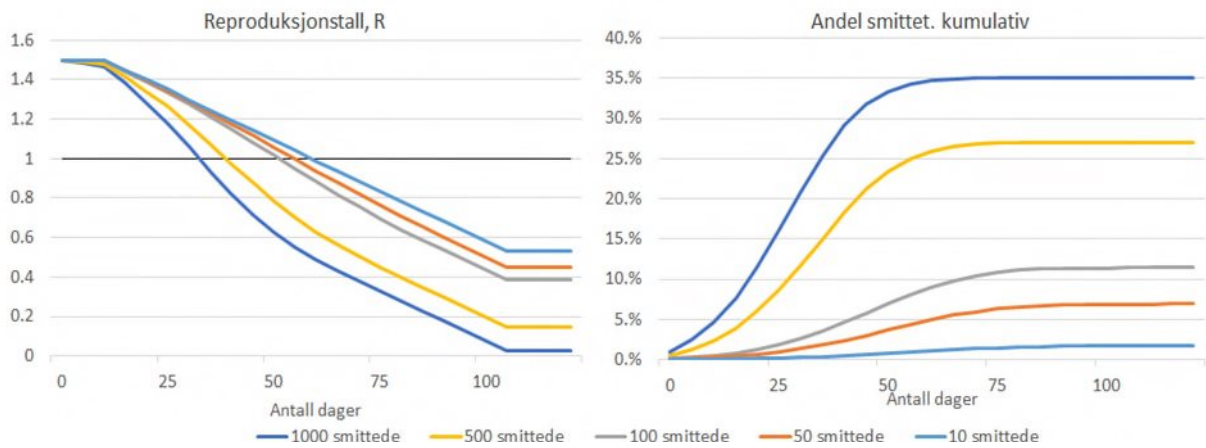 Reproduksjonstall, R
1.6
1.4
1.2
1
0.8
0.6
0.4
0.2
0
0 25 50 75 100
Antall dager
Andel smittet. kumulativ
40.%
35.%
30.%
25.%
20.%
15.%
10.%
5.%
0.%
0 25 50 75 100
Antall dager
1000 smittede 500 smittede 100 smittede 50 smittede 10 smittede